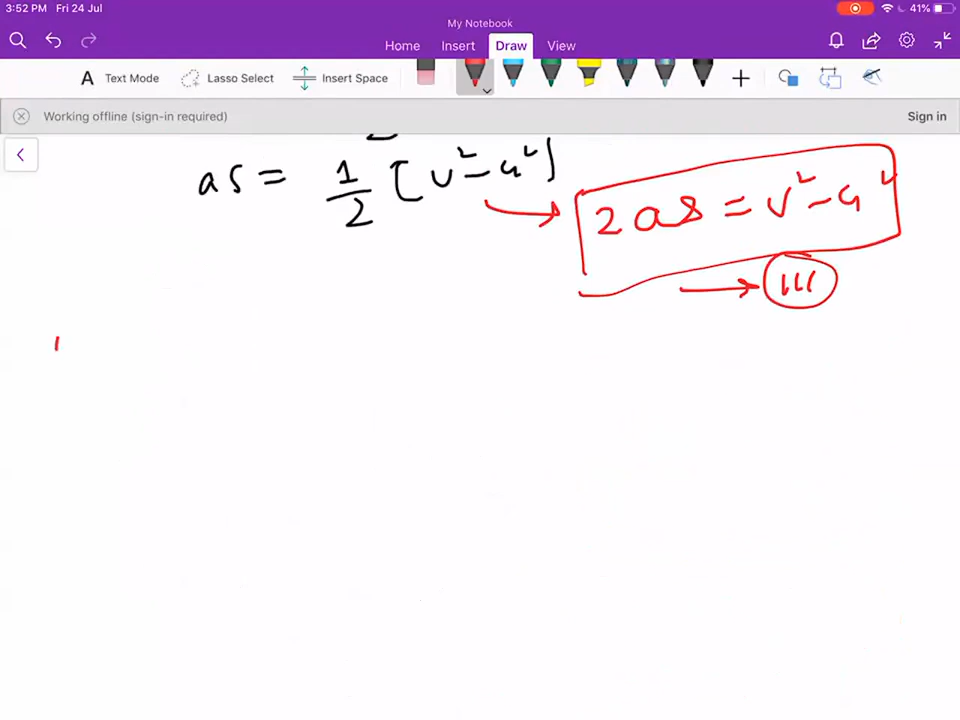 3:52 PM Fri 24 Jul
41%
My Notebook
Home Insert Draw View
A Text Mode Lasso Select Insert Space
Working offline (sign-in required)
Sign in
as = 1/2 [v²-u²]
2as = v²-u²
III